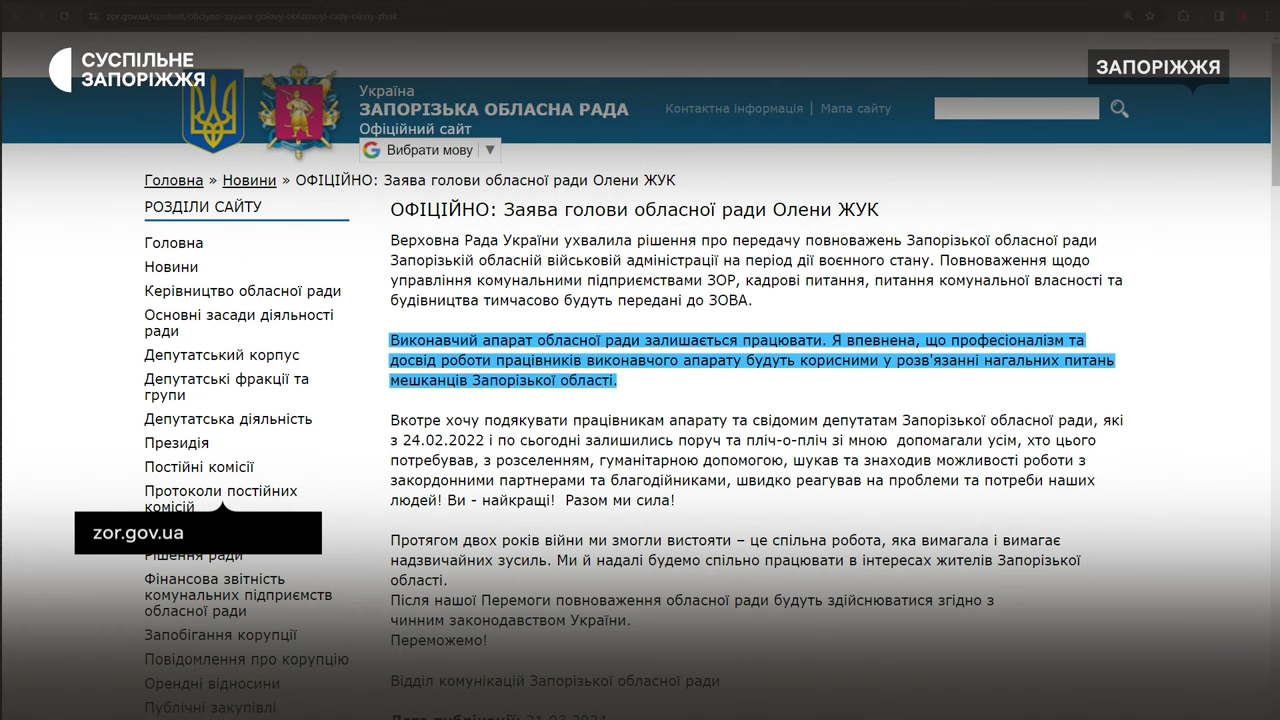 zor.gov.ua/content/oficiyno-zayava-golovy-oblasnoyi-rady-oleny-zhuk
СУСПІЛЬНЕ
ЗАПОРІЖЖЯ
ЗАПОРІЖЖЯ
Україна
ЗАПОРІЗЬКА ОБЛАСНА РАДА
Офіційний сайт
Контактна інформація | Мапа сайту
Вибрати мову ▼
Головна » Новини » ОФІЦІЙНО: Заява голови обласної ради Олени ЖУК
РОЗДІЛИ САЙТУ
Головна
Новини
Керівництво обласної ради
Основні засади діяльності
ради
Депутатський корпус
Депутатські фракції та
групи
Депутатська діяльність
Президія
Постійні комісії
Протоколи постійних
комісій
zor.gov.ua
Рішення ради
Фінансова звітність
комунальних підприємств
обласної ради
Запобігання корупції
Повідомлення про корупцію
Орендні відносини
Публічні закупівлі
ОФІЦІЙНО: Заява голови обласної ради Олени ЖУК
Верховна Рада України ухвалила рішення про передачу повноважень Запорізької обласної ради
Запорізькій обласній військовій адміністрації на період дії воєнного стану. Повноваження щодо
управління комунальними підприємствами ЗОР, кадрові питання, питання комунальної власності та
будівництва тимчасово будуть передані до ЗОВА.
Виконавчий апарат обласної ради залишається працювати. Я впевнена, що професіоналізм та
досвід роботи працівників виконавчого апарату будуть корисними у розв'язанні нагальних питань
мешканців Запорізької області.
Вкотре хочу подякувати працівникам апарату та свідомим депутатам Запорізької обласної ради, які
з 24.02.2022 і по сьогодні залишились поруч та пліч-о-пліч зі мною допомагали усім, хто цього
потребував, з розселенням, гуманітарною допомогою, шукав та знаходив можливості роботи з
закордонними партнерами та благодійниками, швидко реагував на проблеми та потреби наших
людей! Ви - найкращі! Разом ми сила!
Протягом двох років війни ми змогли вистояти – це спільна робота, яка вимагала і вимагає
надзвичайних зусиль. Ми й надалі будемо спільно працювати в інтересах жителів Запорізької
області.
Після нашої Перемоги повноваження обласної ради будуть здійснюватися згідно з
чинним законодавством України.
Переможемо!
Відділ комунікацій Запорізької обласної ради
Дата публікації: 21.03.2024